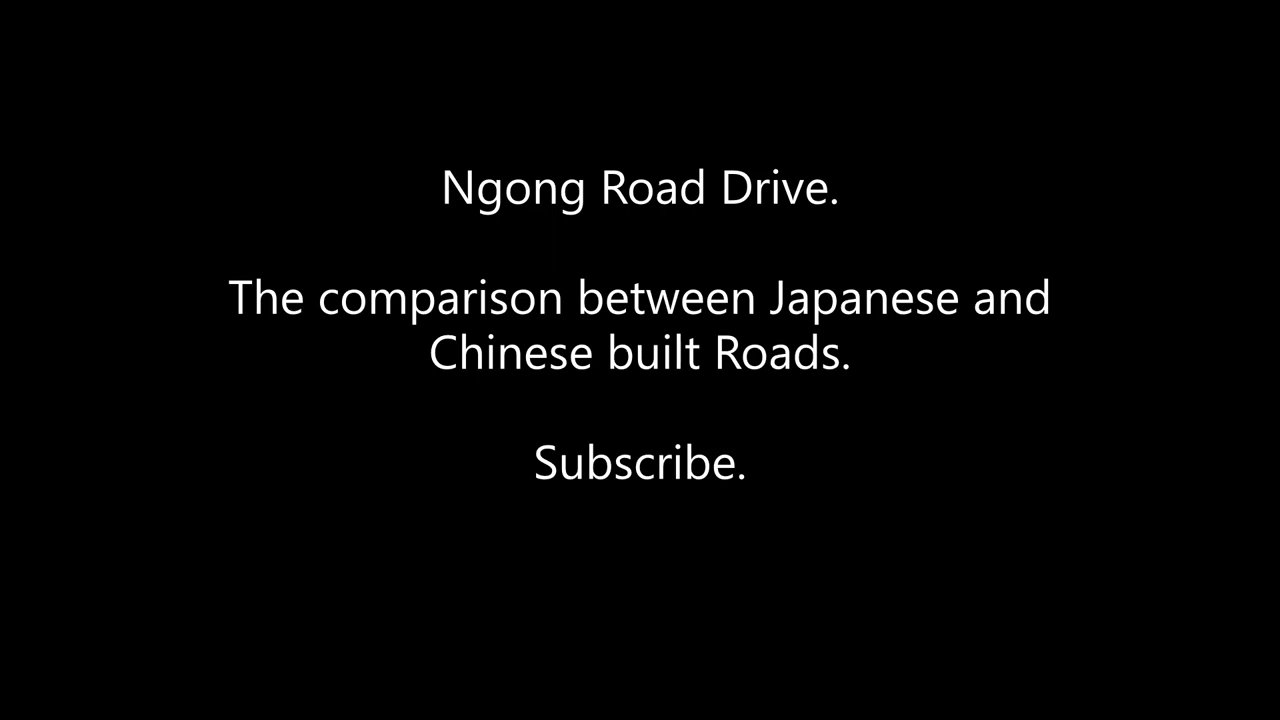 Ngong Road Drive.
The comparison between Japanese and
Chinese built Roads.
Subscribe.